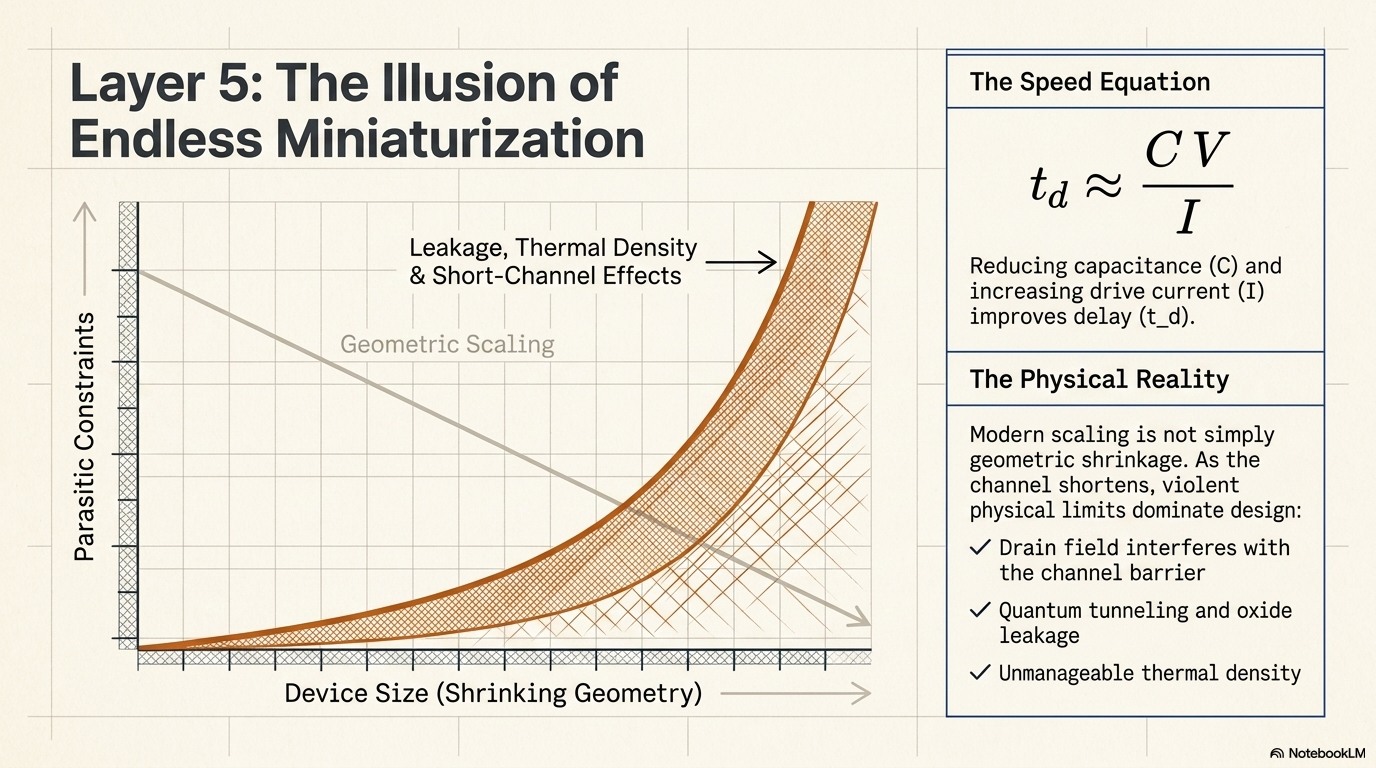 Layer 5: The Illusion of
Endless Miniaturization
Parasitic Constraints
Leakage, Thermal Density
& Short-Channel Effects
Geometric Scaling
Device Size (Shrinking Geometry)
The Speed Equation
t_d ≈ C V / I
Reducing capacitance (C) and
increasing drive current (I)
improves delay (t_d).
The Physical Reality
Modern scaling is not simply
geometric shrinkage. As the
channel shortens, violent
physical limits dominate design:
✓ Drain field interferes with
the channel barrier
✓ Quantum tunneling and oxide
leakage
✓ Unmanageable thermal density
NotebookLM